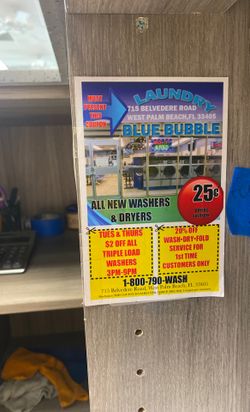 MUST
PRESENT
THIS
COUPON
LAUNDRY
715 BELVEDERE ROAD
WEST PALM BEACH, FL 33405
BLUE BUBBLE
25¢
ALL NEW WASHERS
& DRYERS
TUES & THURS
$2 OFF ALL
TRIPLE LOAD
WASHERS
3PM-9PM
20% OFF
WASH-DRY-FOLD
SERVICE FOR
1ST TIME
CUSTOMERS ONLY
1-800-790-WASH
715 Belvedere Road, West Palm Beach, FL 33405